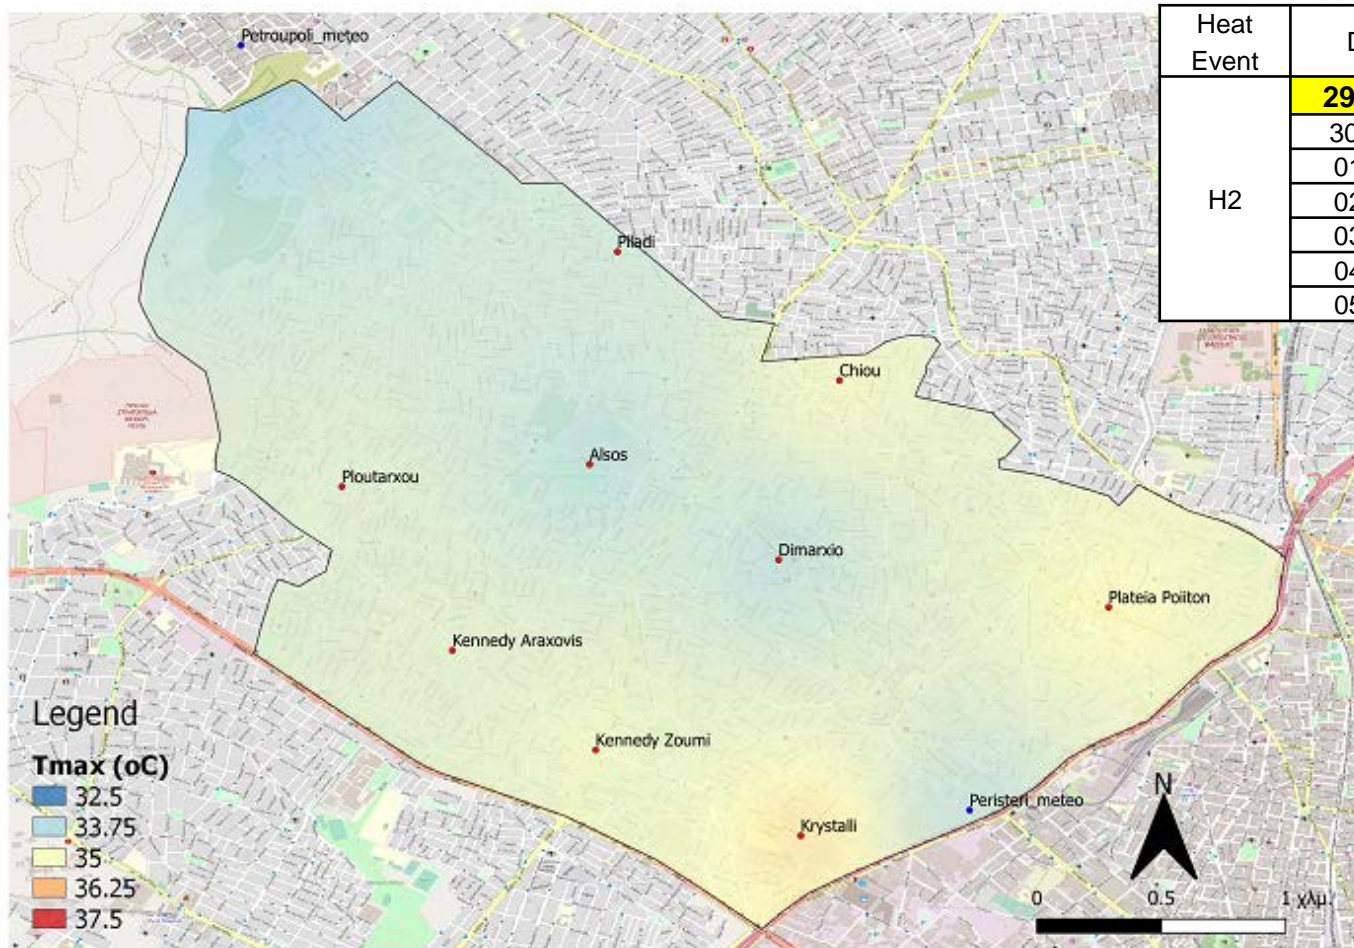 Petroupoli_meteo
Heat
Event
29
30
01
H2
02
03
04
05
Piladi
Chiou
Alsos
Ploutarxou
Dimarxio
Plateia Poiiton
Kennedy Araxovis
Kennedy Zoumi
Peristeri_meteo
Krystalli
Legend
Tmax (oC)
32.5
33.75
35
36.25
37.5
N
0 0.5 1 χλμ.